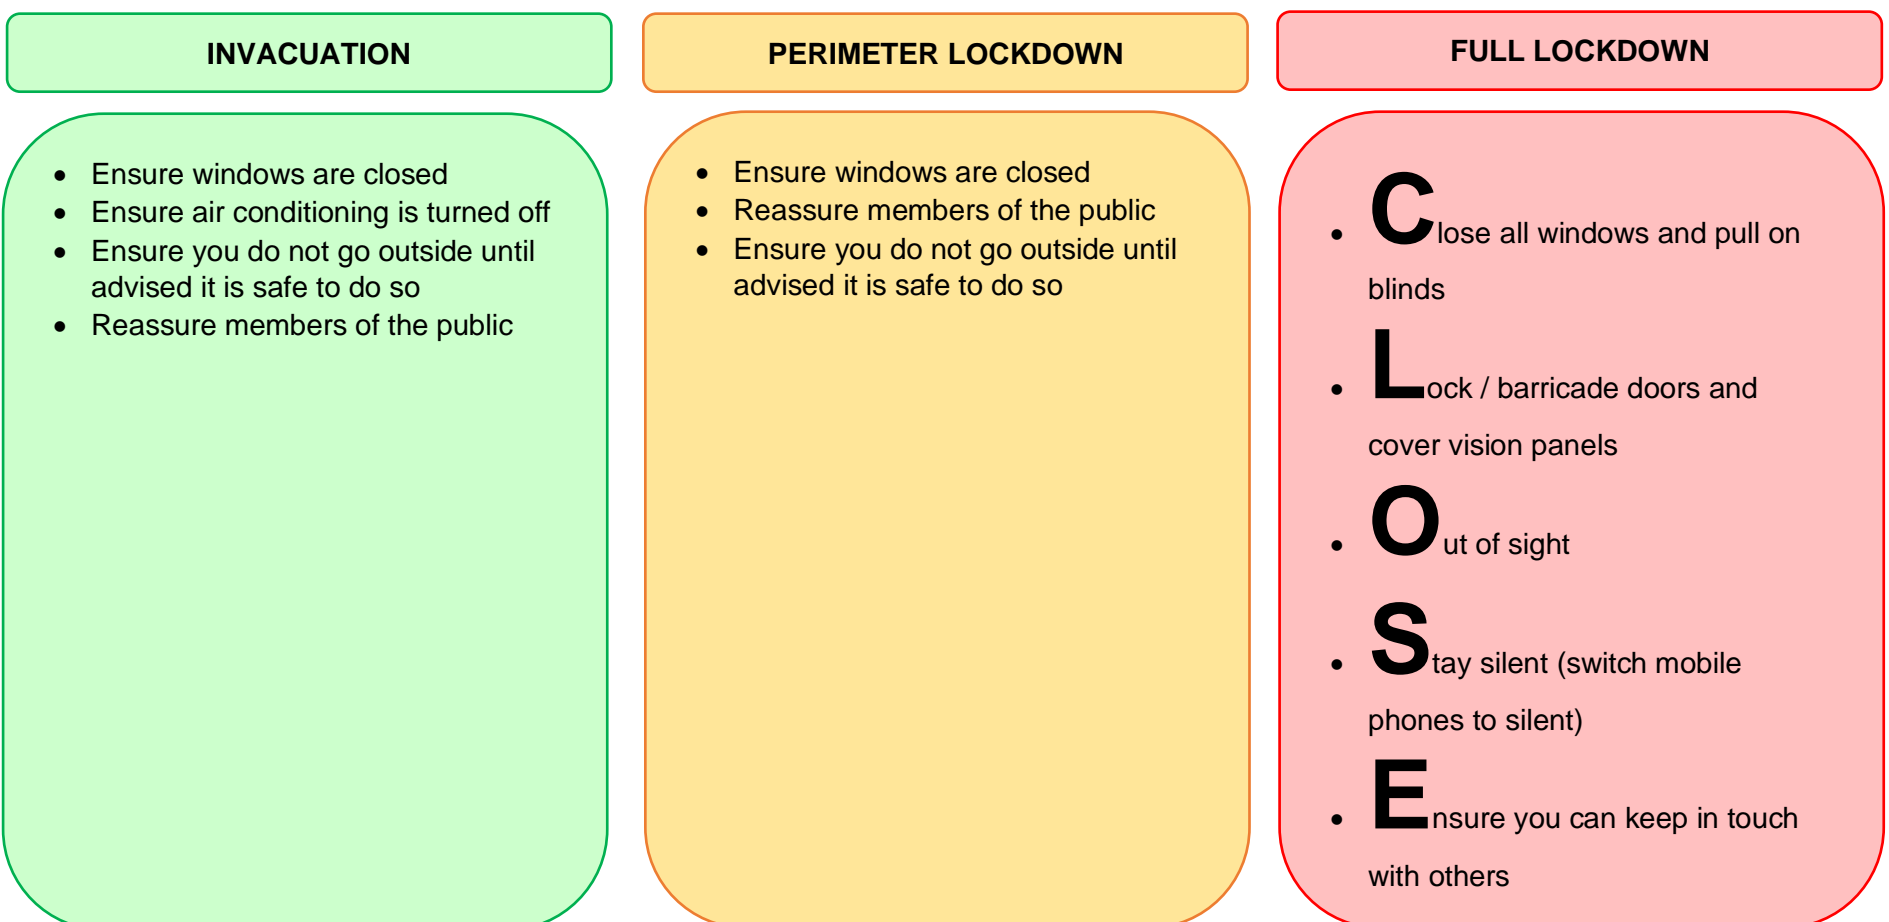 INVACUATION
• Ensure windows are closed
• Ensure air conditioning is turned off
• Ensure you do not go outside until
advised it is safe to do so
• Reassure members of the public
PERIMETER LOCKDOWN
• Ensure windows are closed
• Reassure members of the public
• Ensure you do not go outside until
advised it is safe to do so
FULL LOCKDOWN
• Close all windows and pull on
blinds
• Lock / barricade doors and
cover vision panels
• Out of sight
• Stay silent (switch mobile
phones to silent)
• Ensure you can keep in touch
with others